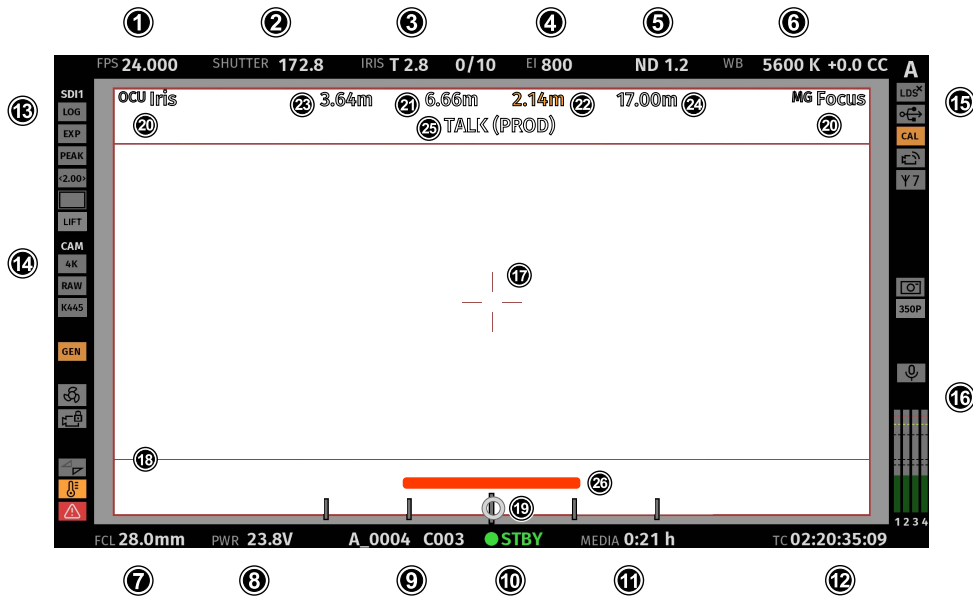 1 2 3 4 5 6
FPS 24.000 SHUTTER 172.8 IRIS T 2.8 0/10 EI 800 ND 1.2 WB 5600 K +0.0 CC A
SDI1 OCU Iris 23 3.64m 21 6.66m 2.14m 22 17.00m 24 MG Focus LDSx
13 LOG 15
20 25 TALK (PROD) 20
EXP CAL
PEAK
<2.00> 7
LIFT
CAM
14 4K 17
RAW
K445 350P
GEN
16
18
26
19
1 2 3 4
FCL 28.0mm PWR 23.8V A_0004 C003 STBY MEDIA 0:21 h TC 02:20:35:09
7 8 9 10 11 12